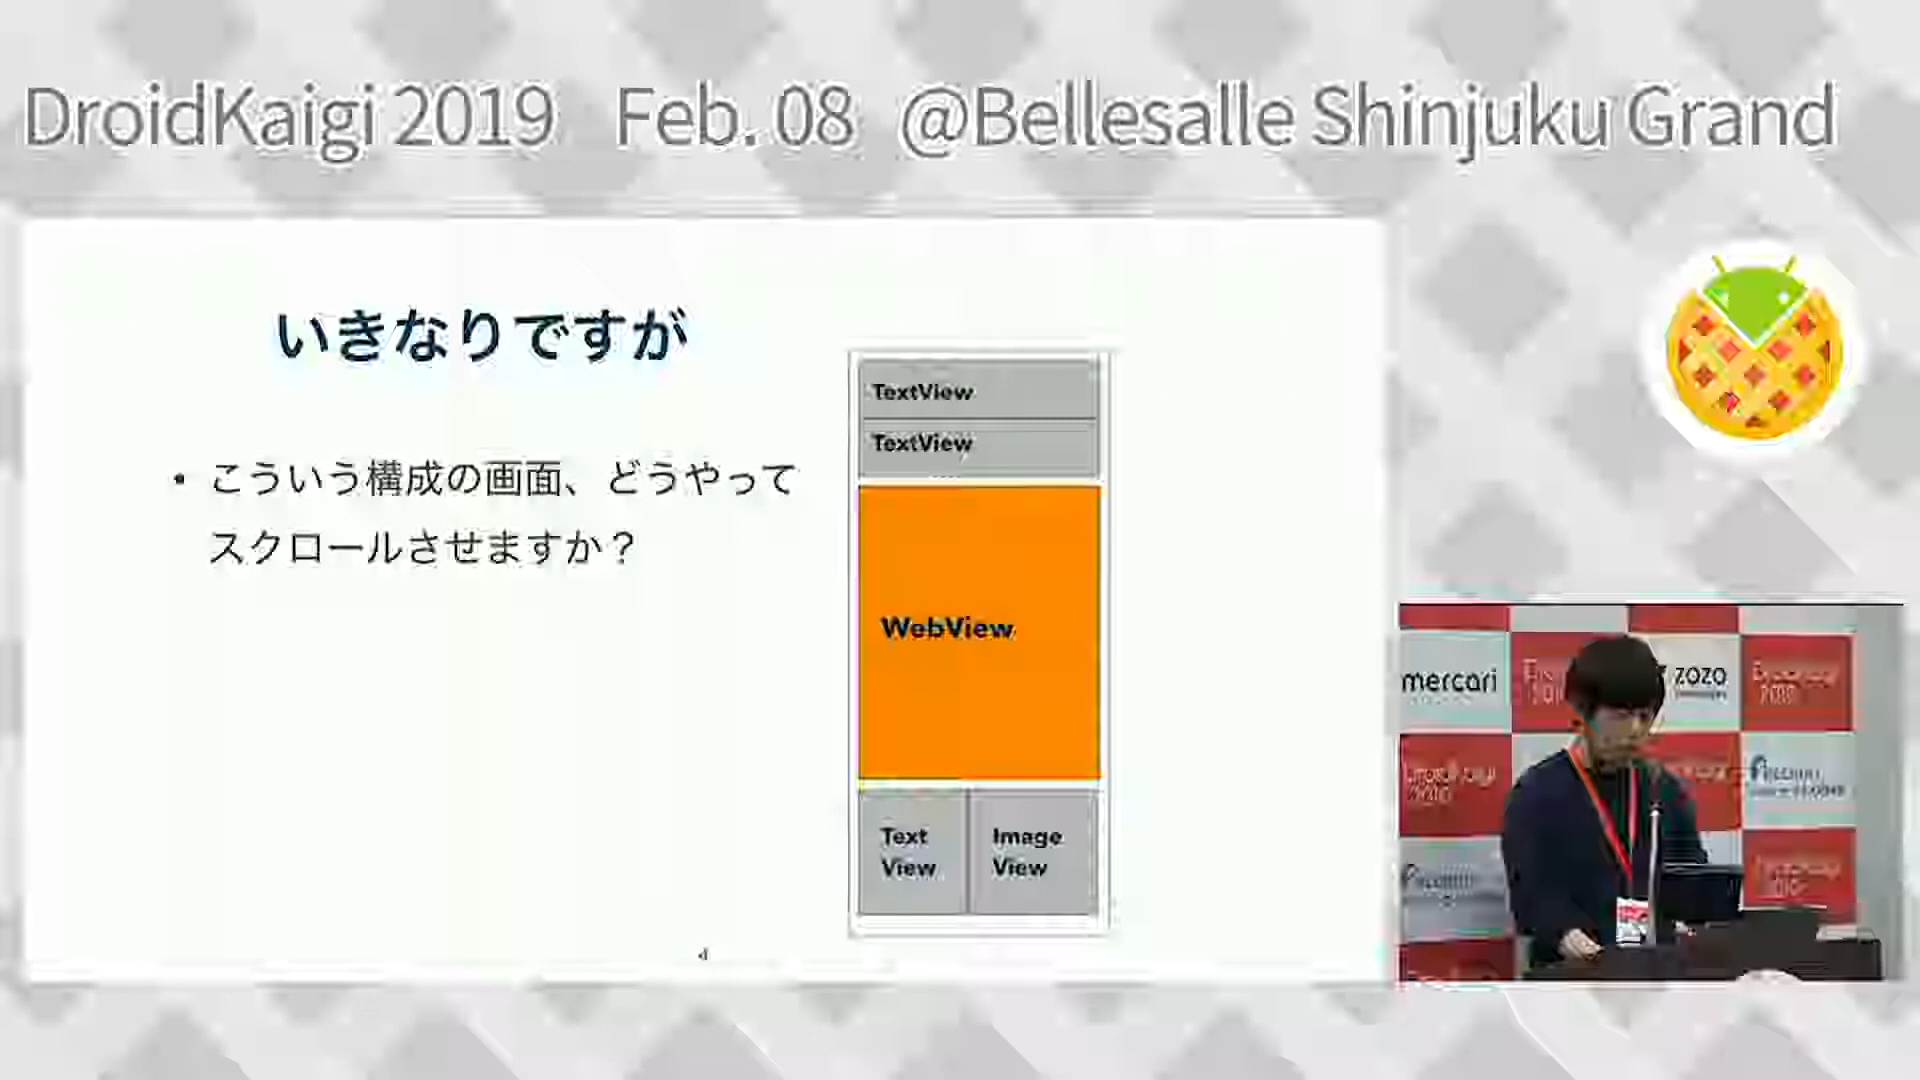 DroidKaigi 2019 Feb. 08 @Bellesalle Shinjuku Grand
いきなりですが
• こういう構成の画面、どうやって
スクロールさせますか？
TextView
TextView
WebView
Text
View
Image
View
4
mercari
ZOZO